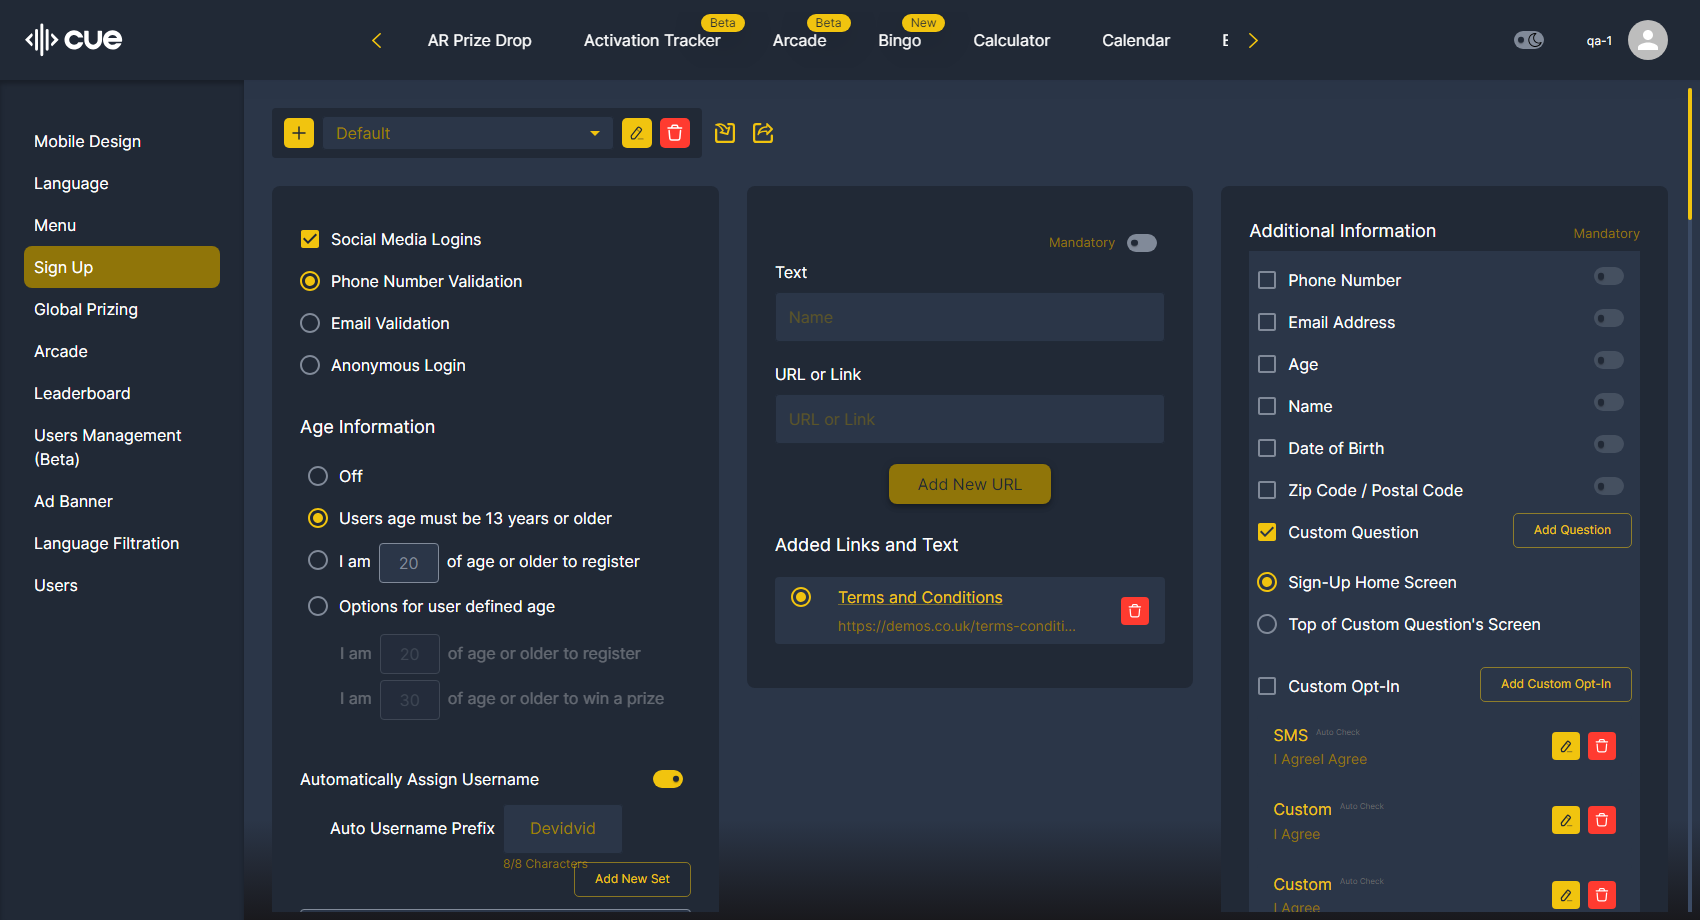 cue
AR Prize Drop
Activation Tracker
Beta
Arcade
Beta
Bingo
New
Calculator
Calendar
qa-1
Mobile Design
Language
Menu
Sign Up
Global Prizing
Arcade
Leaderboard
Users Management
(Beta)
Ad Banner
Language Filtration
Users
Default
Social Media Logins
Phone Number Validation
Email Validation
Anonymous Login
Age Information
Off
Users age must be 13 years or older
I am 20 of age or older to register
Options for user defined age
I am 20 of age or older to register
I am 30 of age or older to win a prize
Automatically Assign Username
Auto Username Prefix Devidvid
8/8 Characters
Add New Set
Mandatory
Text
Name
URL or Link
URL or Link
Add New URL
Added Links and Text
Terms and Conditions
https://demos.co.uk/terms-conditi...
Additional Information
Mandatory
Phone Number
Email Address
Age
Name
Date of Birth
Zip Code / Postal Code
Custom Question
Add Question
Sign-Up Home Screen
Top of Custom Question's Screen
Custom Opt-In
Add Custom Opt-In
SMS Auto Check
I AgreeI Agree
Custom Auto Check
I Agree
Custom Auto Check
I Agree